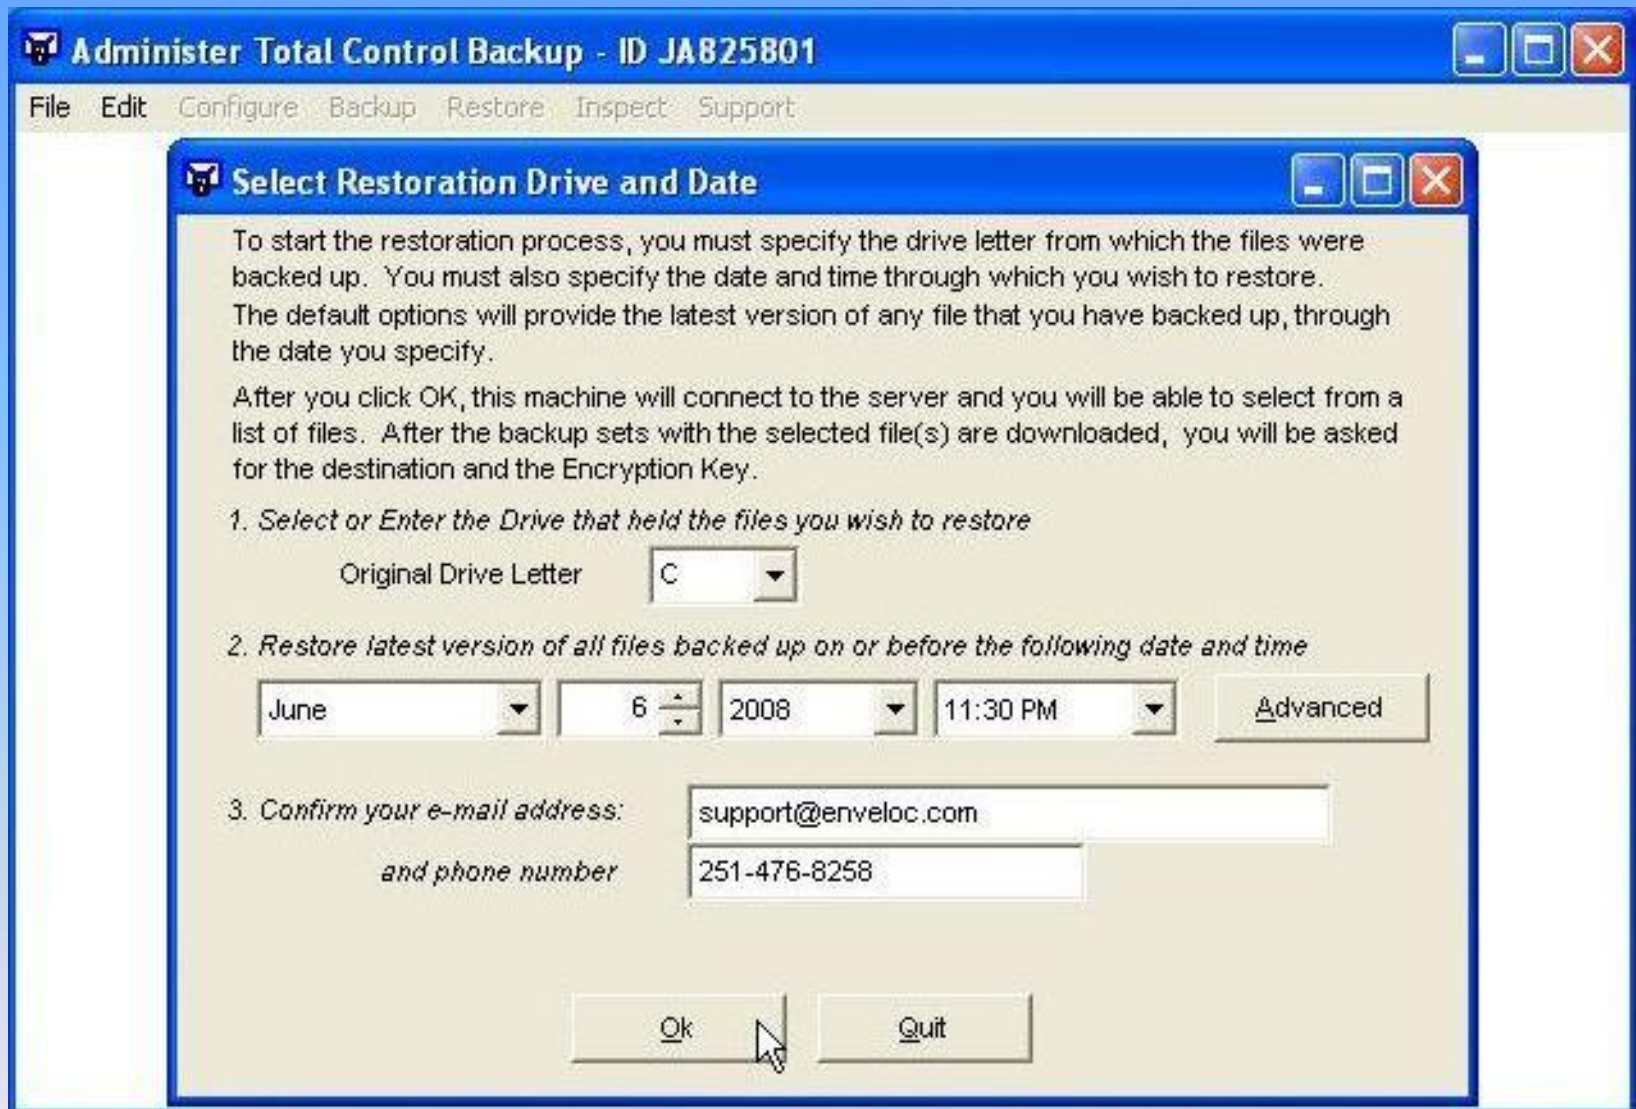 Administer Total Control Backup - ID JA825801
File Edit Configure Backup Restore Inspect Support
Select Restoration Drive and Date
To start the restoration process, you must specify the drive letter from which the files were
backed up. You must also specify the date and time through which you wish to restore.
The default options will provide the latest version of any file that you have backed up, through
the date you specify.
After you click OK, this machine will connect to the server and you will be able to select from a
list of files. After the backup sets with the selected file(s) are downloaded, you will be asked
for the destination and the Encryption Key.
1. Select or Enter the Drive that held the files you wish to restore
Original Drive Letter C
2. Restore latest version of all files backed up on or before the following date and time
June 6 2008 11:30 PM Advanced
3. Confirm your e-mail address: support@enveloc.com
and phone number 251-476-8258
Ok Quit